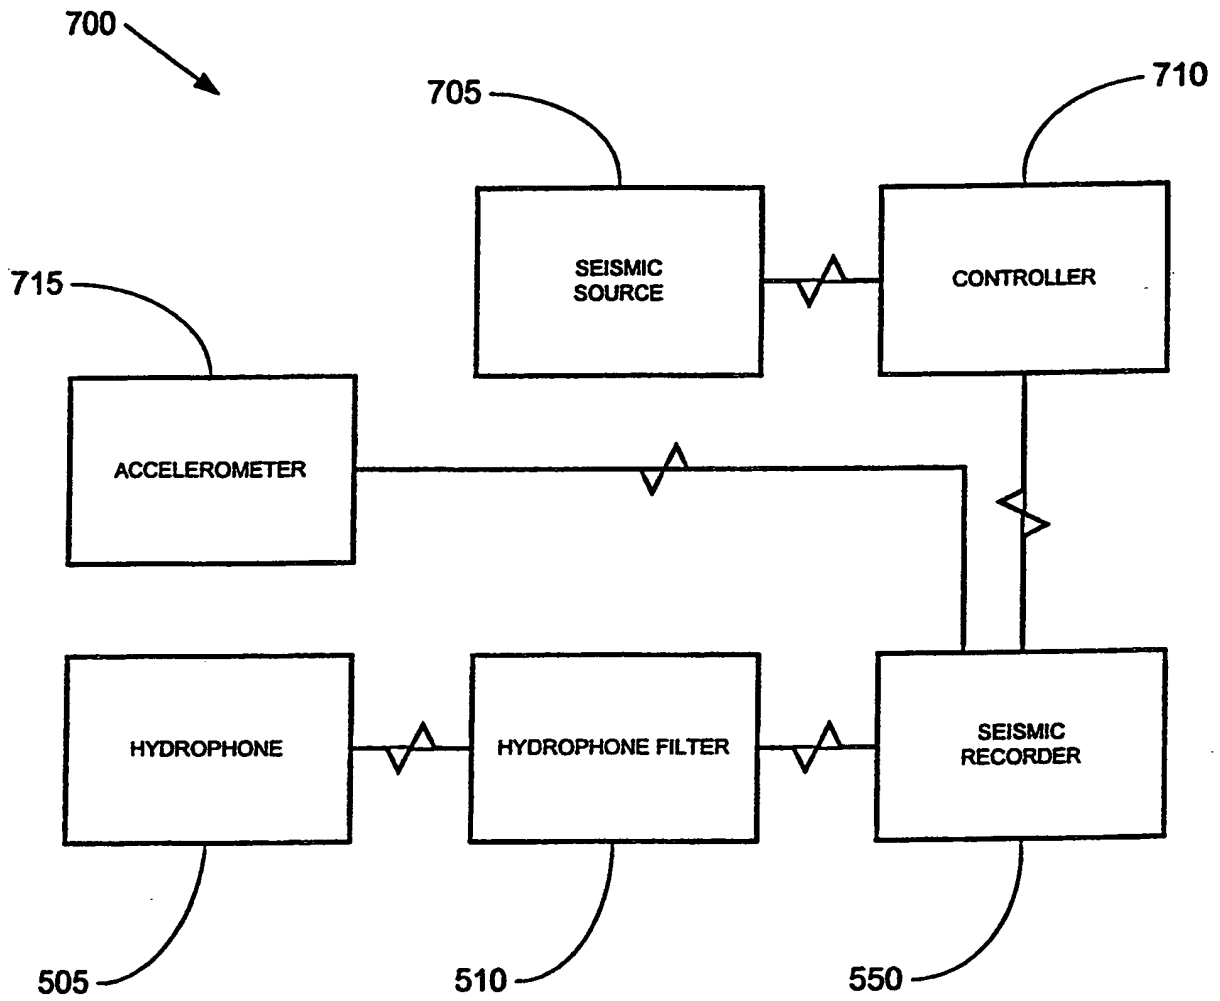 700
705
710
SEISMIC
SOURCE
CONTROLLER
715
ACCELEROMETER
HYDROPHONE
HYDROPHONE FILTER
SEISMIC
RECORDER
505
510
550